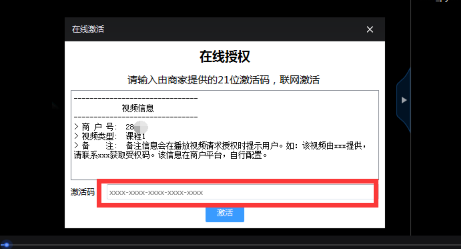 在线激活
在线授权
请输入由商家提供的21位激活码，联网激活
-------------------------------
视频信息
-------------------------------
> 商 户 号: 28
> 视频类型: 课程1
> 备　　注: 备注信息会在播放视频请求授权时提示用户。如: 该视频由xxx提供，
请联系xxx获取受权码。该信息在商户平台，自行配置。
激活码 xxxx-xxxx-xxxx-xxxx-xxxx
激活